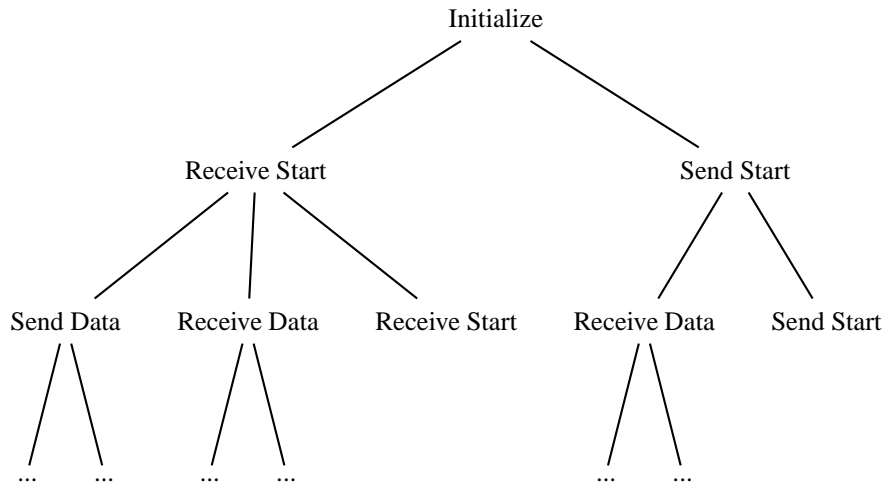 Initialize
Receive Start
Send Start
Send Data
Receive Data
Receive Start
Receive Data
Send Start
...
...
...
...
...
...